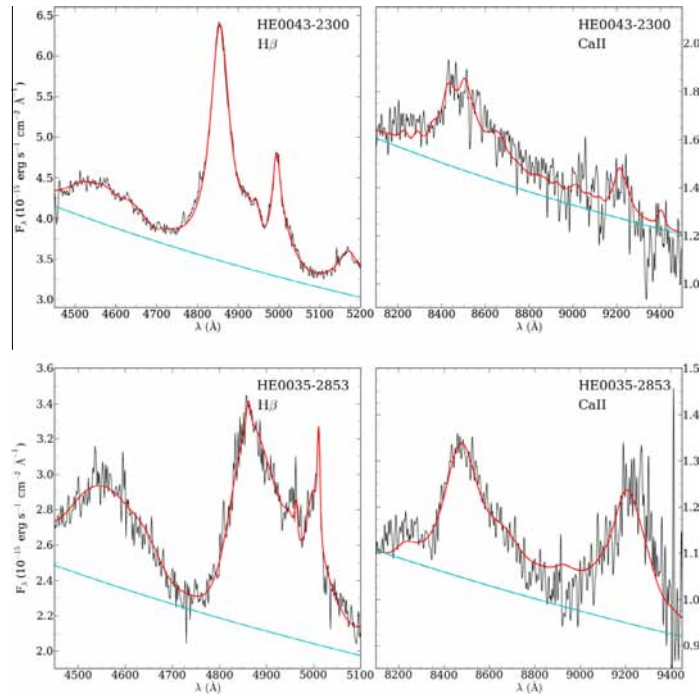 HE0043-2300
Hβ
6.5
6.0
5.5
5.0
4.5
4.0
3.5
3.0
F_λ (10⁻¹⁵ erg s⁻¹ cm⁻² Å⁻¹)
4500 4600 4700 4800 4900 5000 5100 5200
λ (Å)
HE0043-2300
CaII
2.0
1.8
1.6
1.4
1.2
1.0
8200 8400 8600 8800 9000 9200 9400
λ (Å)
HE0035-2853
Hβ
3.6
3.4
3.2
3.0
2.8
2.6
2.4
2.2
2.0
F_λ (10⁻¹⁵ erg s⁻¹ cm⁻² Å⁻¹)
4500 4600 4700 4800 4900 5000 5100
λ (Å)
HE0035-2853
CaII
1.5
1.4
1.3
1.2
1.1
1.0
0.9
8200 8400 8600 8800 9000 9200 9400
λ (Å)